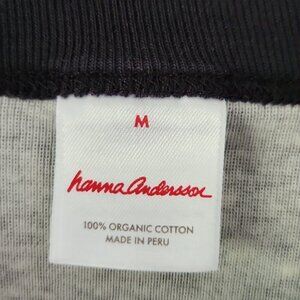 M
hanna Andersson
100% ORGANIC COTTON
MADE IN PERU